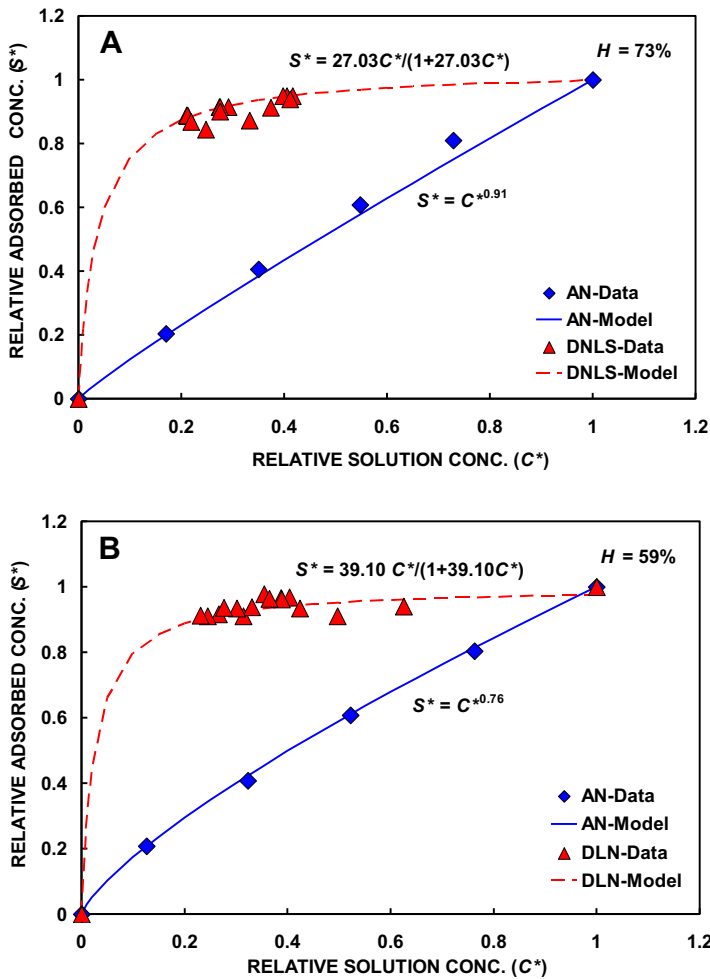 A
S* = 27.03C*/(1+27.03C*)
H = 73%
S* = C*^0.91
RELATIVE ADSORBED CONC. (S*)
1.2
1
0.8
0.6
0.4
0.2
0
AN-Data
AN-Model
DNLS-Data
DNLS-Model
0 0.2 0.4 0.6 0.8 1 1.2
RELATIVE SOLUTION CONC. (C*)
B
S* = 39.10 C*/(1+39.10C*)
H = 59%
S* = C*^0.76
RELATIVE ADSORBED CONC. (S*)
1.2
1
0.8
0.6
0.4
0.2
0
AN-Data
AN-Model
DLN-Data
DLN-Model
0 0.2 0.4 0.6 0.8 1 1.2
RELATIVE SOLUTION CONC. (C*)